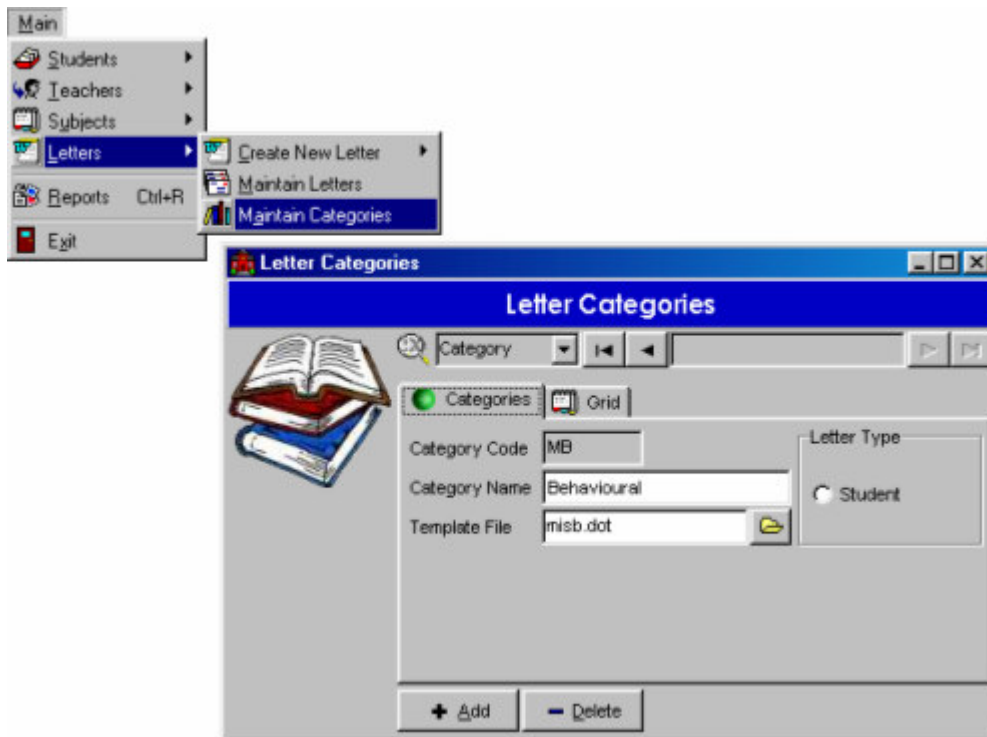 Main
Students
Teachers
Subjects
Letters
Create New Letter
Maintain Letters
Reports Ctrl+R
Maintain Categories
Exit
Letter Categories
Letter Categories
Category
Categories Grid
Category Code MB
Letter Type
Category Name Behavioural
Student
Template File misb.dot
Add Delete